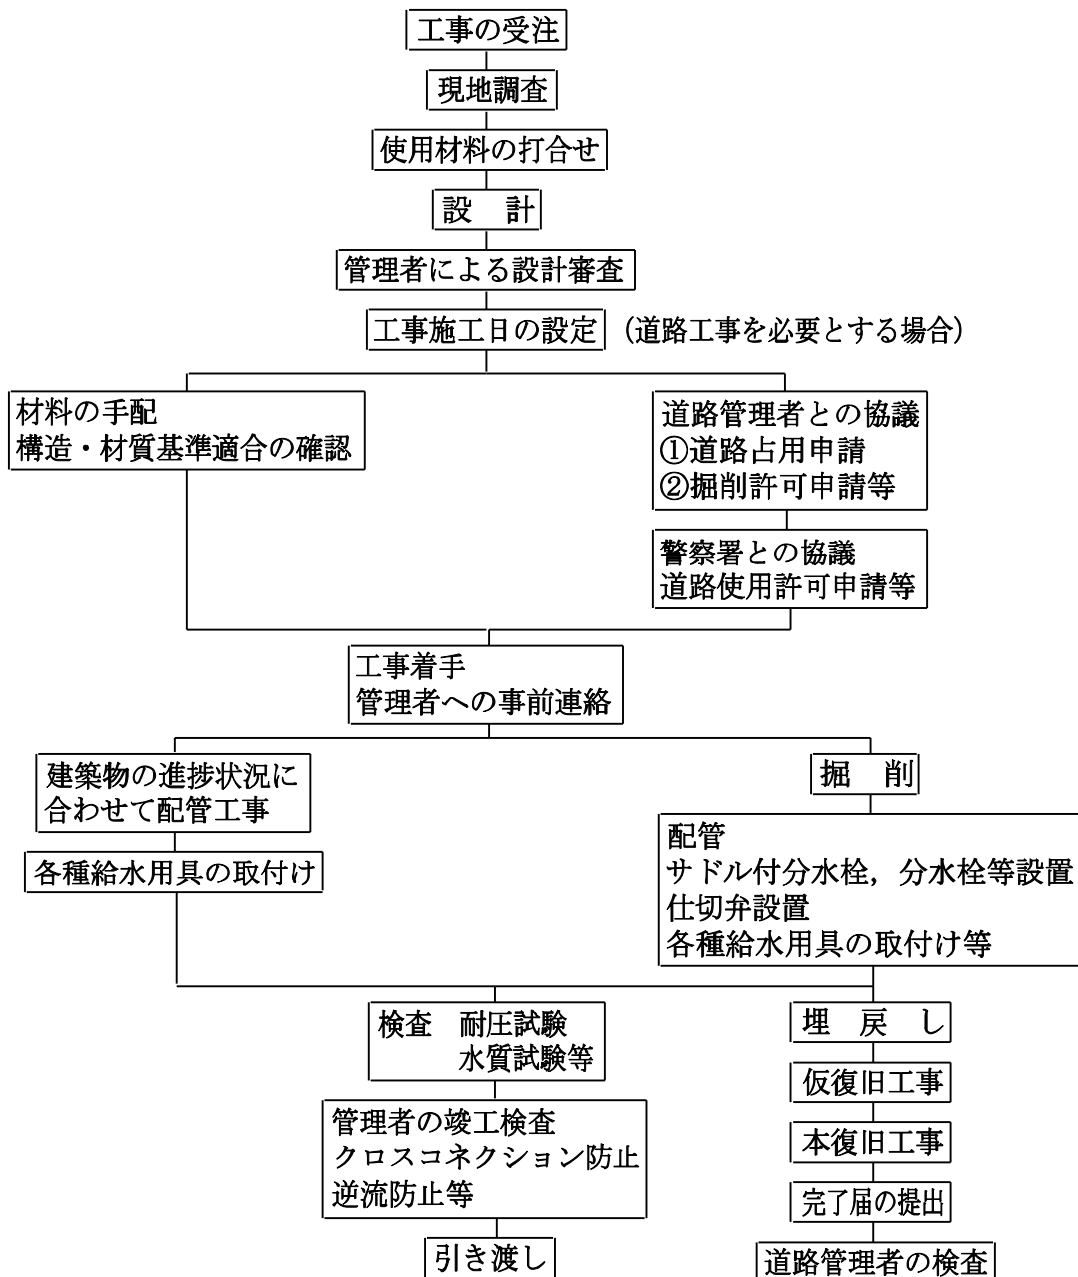 工事の受注
現地調査
使用材料の打合せ
設　計
管理者による設計審査
工事施工日の設定 （道路工事を必要とする場合）
材料の手配
構造・材質基準適合の確認
道路管理者との協議
①道路占用申請
②掘削許可申請等
警察署との協議
道路使用許可申請等
工事着手
管理者への事前連絡
建築物の進捗状況に
合わせて配管工事
各種給水用具の取付け
掘　削
配管
サドル付分水栓，分水栓等設置
仕切弁設置
各種給水用具の取付け等
検査　耐圧試験
水質試験等
管理者の竣工検査
クロスコネクション防止
逆流防止等
引き渡し
埋　戻　し
仮復旧工事
本復旧工事
完了届の提出
道路管理者の検査